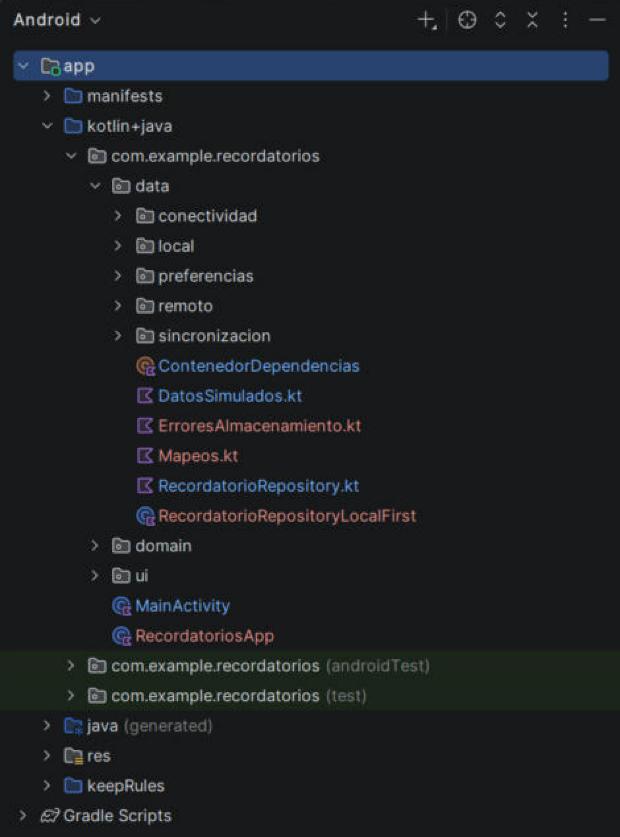 Android
app
manifests
kotlin+java
com.example.recordatorios
data
conectividad
local
preferencias
remoto
sincronizacion
ContenedorDependencias
DatosSimulados.kt
ErroresAlmacenamiento.kt
Mapeos.kt
RecordatorioRepository.kt
RecordatorioRepositoryLocalFirst
domain
ui
MainActivity
RecordatoriosApp
com.example.recordatorios (androidTest)
com.example.recordatorios (test)
java (generated)
res
keepRules
Gradle Scripts